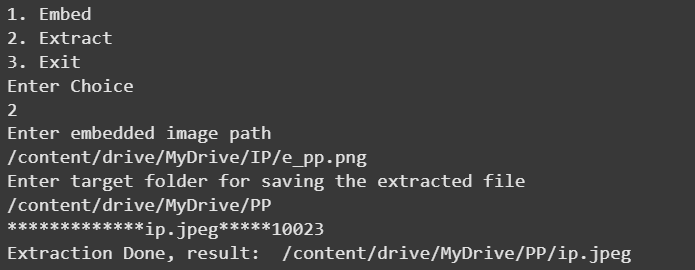 1. Embed
2. Extract
3. Exit
Enter Choice
2
Enter embedded image path
/content/drive/MyDrive/IP/e_pp.png
Enter target folder for saving the extracted file
/content/drive/MyDrive/PP
*************ip.jpeg*****10023
Extraction Done, result:  /content/drive/MyDrive/PP/ip.jpeg